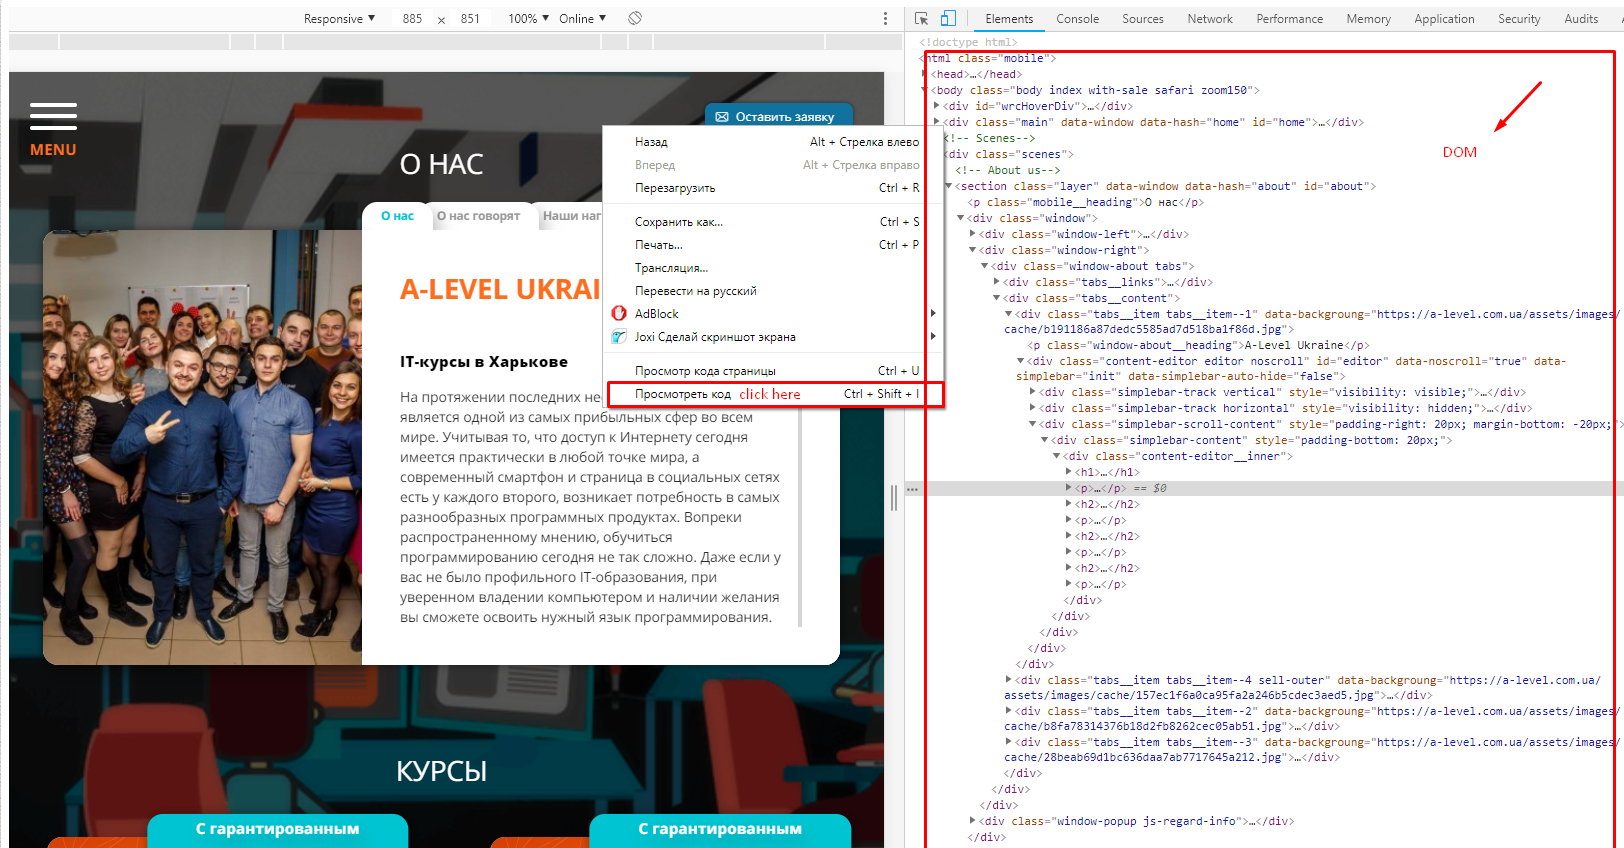 Responsive ▼ 885 x 851 100% ▼ Online ▼
Elements Console Sources Network Performance Memory Application Security Audits
MENU
Оставить заявку
О НАС
О нас О нас говорят Наши наг
A-LEVEL UKRAI
IT-курсы в Харькове
На протяжении последних не
является одной из самых прибыльных сфер во всем
мире. Учитывая то, что доступ к Интернету сегодня
имеется практически в любой точке мира, а
современный смартфон и страница в социальных сетях
есть у каждого второго, возникает потребность в самых
разнообразных программных продуктах. Вопреки
распространенному мнению, обучиться
программированию сегодня не так сложно. Даже если у
вас не было профильного IT-образования, при
уверенном владении компьютером и наличии желания
вы сможете освоить нужный язык программирования.
КУРСЫ
С гарантированным
С гарантированным
Назад Alt + Стрелка влево
Вперед Alt + Стрелка вправо
Перезагрузить Ctrl + R
Сохранить как... Ctrl + S
Печать... Ctrl + P
Трансляция...
Перевести на русский
AdBlock
Joxi Сделай скриншот экрана
Просмотр кода страницы Ctrl + U
Просмотреть код click here Ctrl + Shift + I
<!doctype html>
<html class="mobile">
<head>…</head>
<body class="body index with-sale safari zoom150">
<div id="wrcHoverDiv">…</div>
<div class="main" data-window data-hash="home" id="home">…</div>
<!-- Scenes-->
<div class="scenes">
<!-- About us-->
<section class="layer" data-window data-hash="about" id="about">
<p class="mobile__heading">О нас</p>
<div class="window">
<div class="window-left">…</div>
<div class="window-right">
<div class="window-about tabs">
<div class="tabs__links">…</div>
<div class="tabs__content">
<div class="tabs__item tabs__item--1" data-backgroung="https://a-level.com.ua/assets/images/
cache/b191186a87dedc5585ad7d518ba1f86d.jpg">
<p class="window-about__heading">A-Level Ukraine</p>
<div class="content-editor editor noscroll" id="editor" data-noscroll="true" data-
simplebar="init" data-simplebar-auto-hide="false">
<div class="simplebar-track vertical" style="visibility: visible;">…</div>
<div class="simplebar-track horizontal" style="visibility: hidden;">…</div>
<div class="simplebar-scroll-content" style="padding-right: 20px; margin-bottom: -20px;">
<div class="simplebar-content" style="padding-bottom: 20px;">
<div class="content-editor__inner">
<h1>…</h1>
<p>…</p> == $0
<h2>…</h2>
<p>…</p>
<h2>…</h2>
<p>…</p>
<h2>…</h2>
<p>…</p>
</div>
</div>
</div>
</div>
</div>
<div class="tabs__item tabs__item--4 sell-outer" data-backgroung="https://a-level.com.ua/
assets/images/cache/157ec1f6a0ca95fa2a246b5cdec3aed5.jpg">…</div>
<div class="tabs__item tabs__item--2" data-backgroung="https://a-level.com.ua/assets/images/
cache/b8fa78314376b18d2fb8262cec05ab51.jpg">…</div>
<div class="tabs__item tabs__item--3" data-backgroung="https://a-level.com.ua/assets/images/
cache/28beab69d1bc636daa7ab7717645a212.jpg">…</div>
</div>
</div>
</div>
<div class="window-popup js-regard-info">…</div>
</div>
DOM